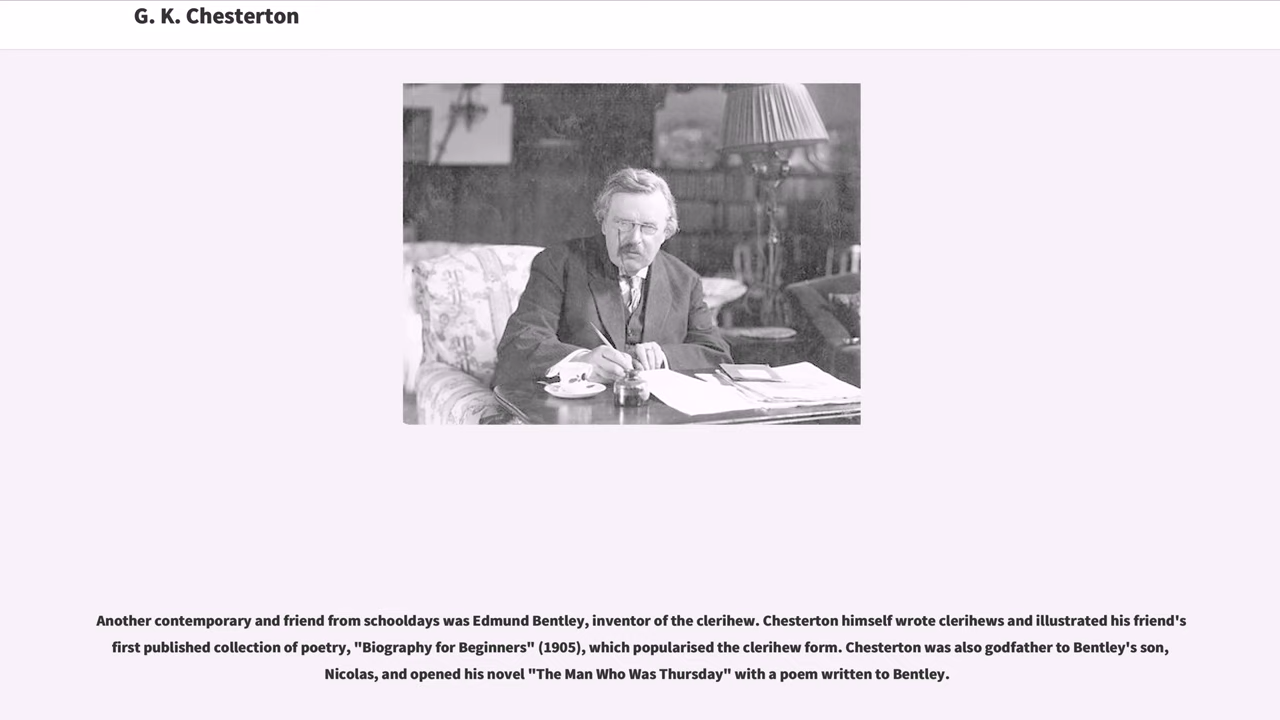 G. K. Chesterton
Another contemporary and friend from schooldays was Edmund Bentley, inventor of the clerihew. Chesterton himself wrote clerihews and illustrated his friend's
first published collection of poetry, "Biography for Beginners" (1905), which popularised the clerihew form. Chesterton was also godfather to Bentley's son,
Nicolas, and opened his novel "The Man Who Was Thursday" with a poem written to Bentley.